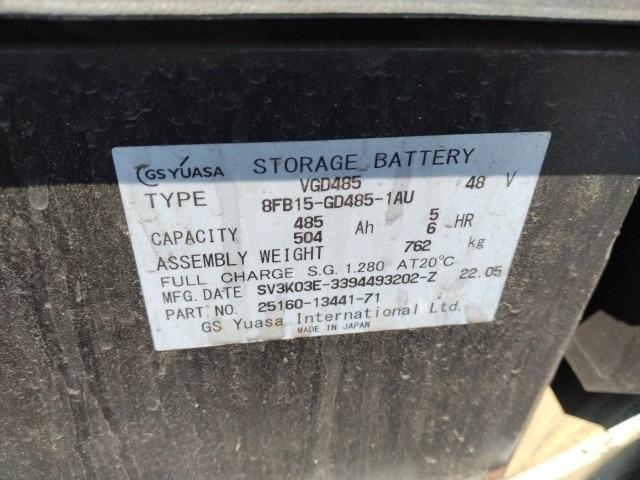 GS YUASA STORAGE BATTERY
TYPE VGD485 48 V
8FB15-GD485-1AU
CAPACITY 485 Ah 5 HR
504 6
ASSEMBLY WEIGHT 762 kg
FULL CHARGE S.G. 1.280 AT20℃
MFG. DATE SV3K03E-3394493202-Z 22.05
PART. NO. 25160-13441-71
GS Yuasa International Ltd.
MADE IN JAPAN